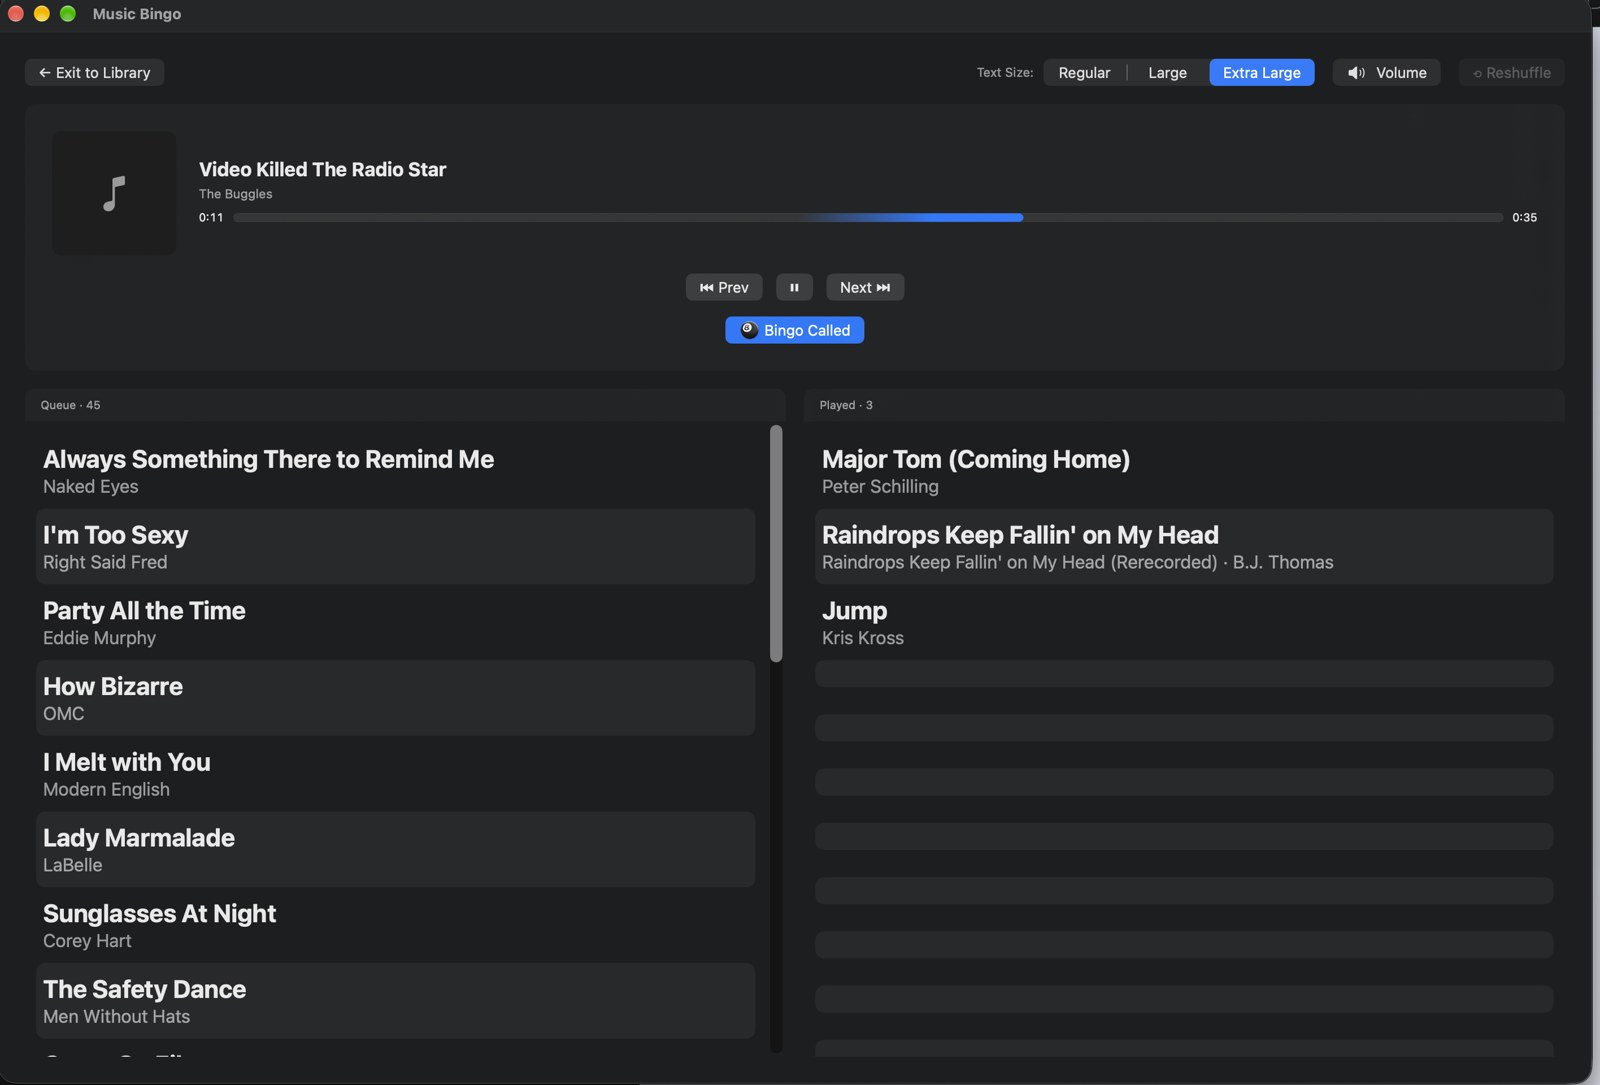 Music Bingo
← Exit to Library
Text Size: Regular Large Extra Large Volume Reshuffle
Video Killed The Radio Star
The Buggles
0:11 0:35
Prev Next
Bingo Called
Queue · 45
Always Something There to Remind Me
Naked Eyes
I'm Too Sexy
Right Said Fred
Party All the Time
Eddie Murphy
How Bizarre
OMC
I Melt with You
Modern English
Lady Marmalade
LaBelle
Sunglasses At Night
Corey Hart
The Safety Dance
Men Without Hats
Played · 3
Major Tom (Coming Home)
Peter Schilling
Raindrops Keep Fallin' on My Head
Raindrops Keep Fallin' on My Head (Rerecorded) · B.J. Thomas
Jump
Kris Kross